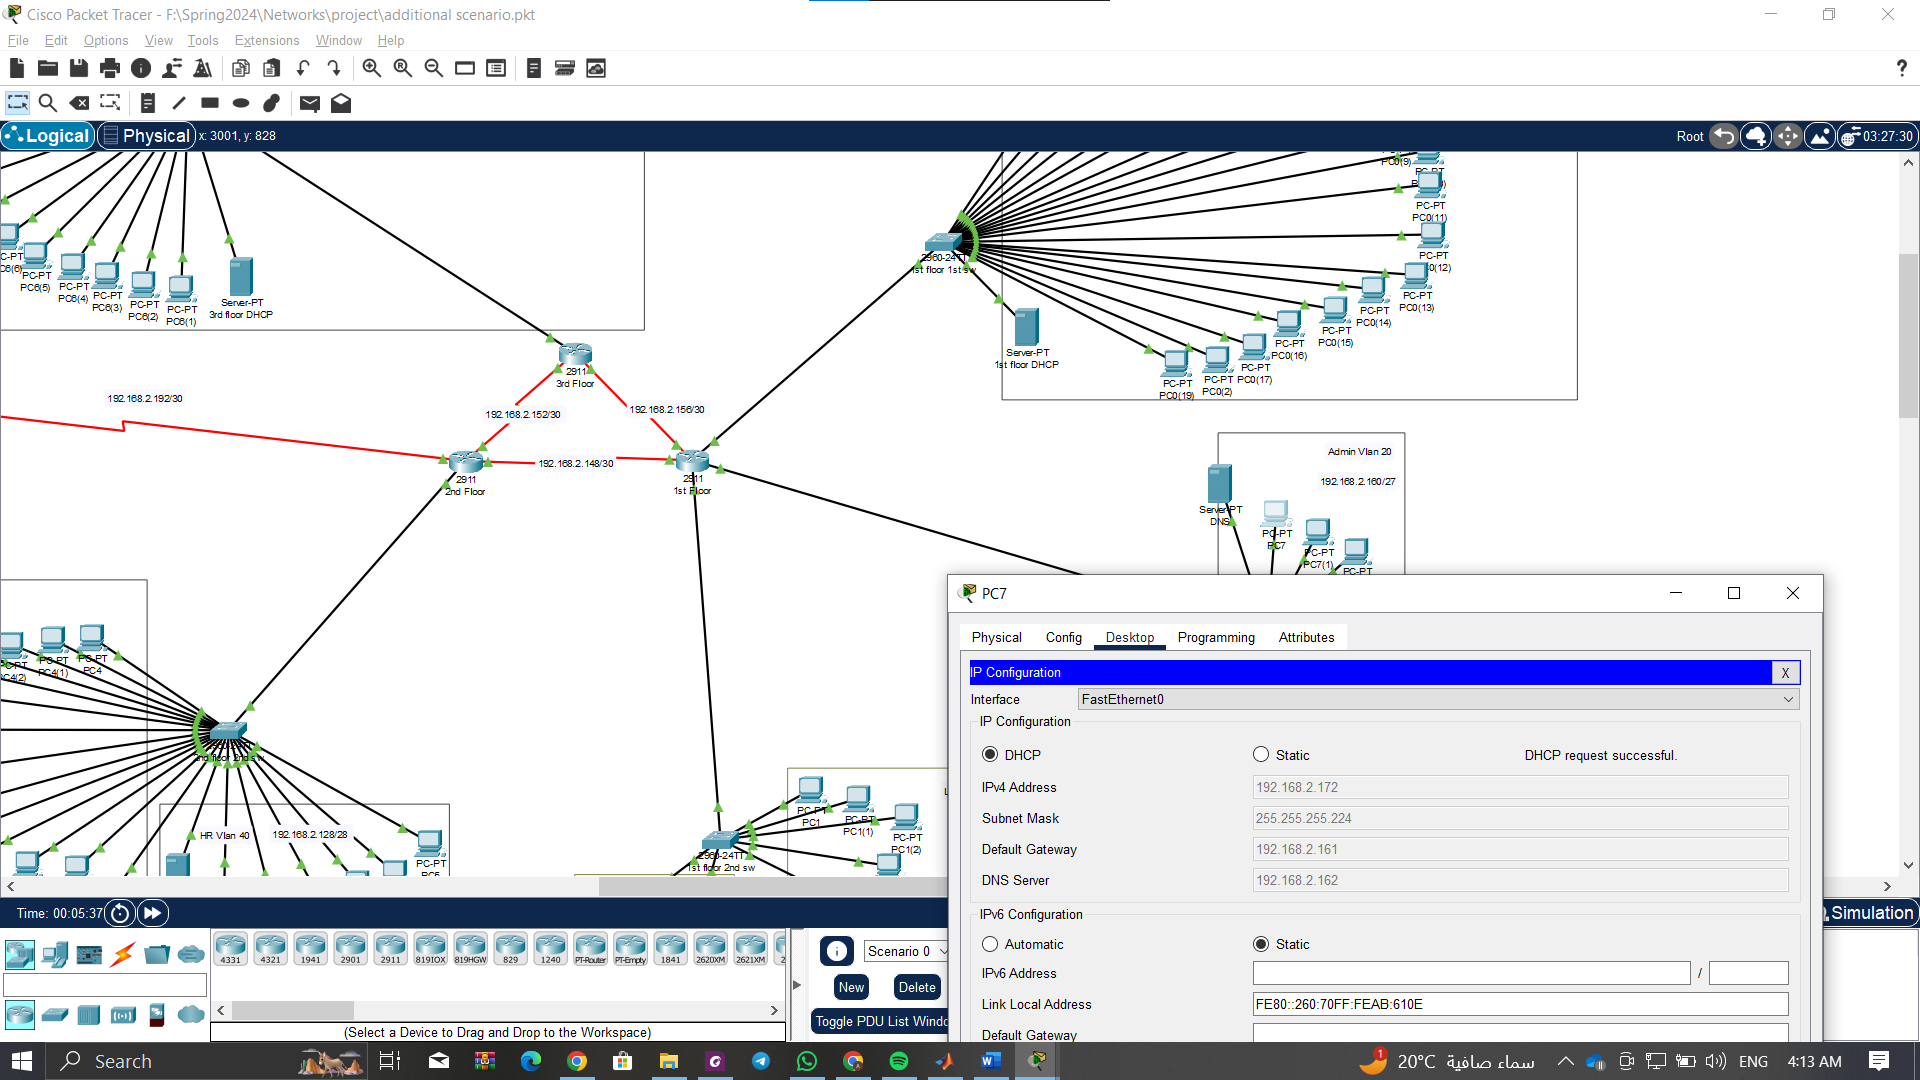 Cisco Packet Tracer - F:\Spring2024\Networks\project\additional scenario.pkt
File Edit Options View Tools Extensions Window Help
Logical Physical x: 3001, y: 828
Root 03:27:30
PC0(9)
PC-PT
PC-PT
PC0(11)
PC-PT
PC-PT
PC0(13)
PC-PT
PC0(14)
PC-PT
PC0(15)
PC-PT
PC0(16)
PC-PT
PC0(17)
PC-PT
PC0(2)
PC-PT
PC0(19)
1st floor 1st sw
Server-PT
1st floor DHCP
PC-PT
PC6(5)
PC-PT
PC6(4)
PC-PT
PC6(3)
PC-PT
PC6(2)
PC-PT
PC6(1)
Server-PT
3rd floor DHCP
2911
3rd Floor
192.168.2.192/30
192.168.2.152/30
192.168.2.156/30
192.168.2.148/30
2911
2nd Floor
2911
1st Floor
Admin Vlan 20
192.168.2.160/27
Server-PT
DNS
PC-PT
PC7
PC-PT
PC7(1)
PC-PT
PC-PT
PC4(1)
PC-PT
PC4
2nd floor 2nd sw
HR Vlan 40
192.168.2.128/28
PC-PT
2960-24TT
1st floor 2nd sw
PC-PT
PC1
PC-PT
PC1(1)
PC-PT
PC1(2)
PC7
Physical Config Desktop Programming Attributes
IP Configuration X
Interface FastEthernet0
IP Configuration
DHCP Static DHCP request successful.
IPv4 Address 192.168.2.172
Subnet Mask 255.255.255.224
Default Gateway 192.168.2.161
DNS Server 192.168.2.162
IPv6 Configuration
Automatic Static
IPv6 Address /
Link Local Address FE80::260:70FF:FEAB:610E
Default Gateway
Time: 00:05:37
Simulation
4331 4321 1941 2901 2911 819IOX 819HGW 829 1240 PT-Router PT-Empty 1841 2620XM 2621XM
Scenario 0
New Delete
Toggle PDU List Windo
(Select a Device to Drag and Drop to the Workspace)
Search
1
20°C سماء صافية
ENG
4:13 AM